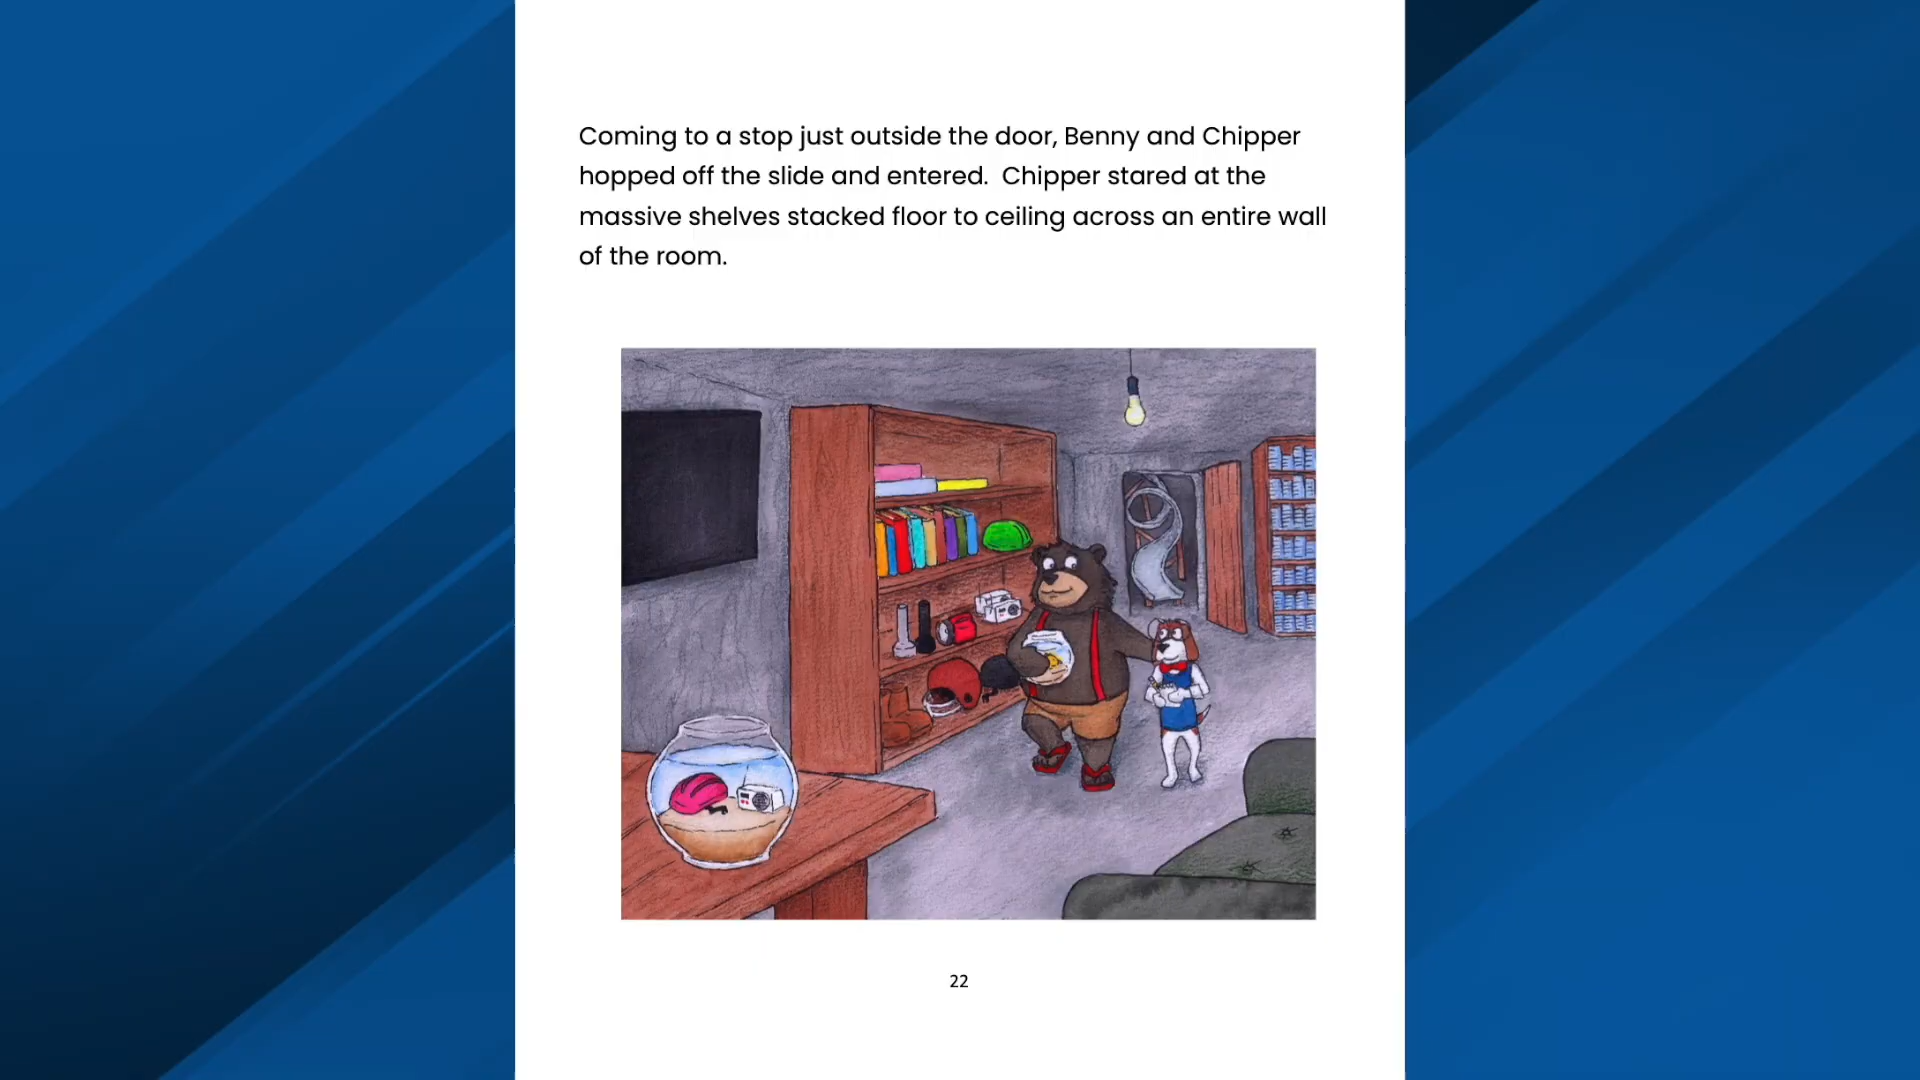 Coming to a stop just outside the door, Benny and Chipper
hopped off the slide and entered.  Chipper stared at the
massive shelves stacked floor to ceiling across an entire wall
of the room.
22